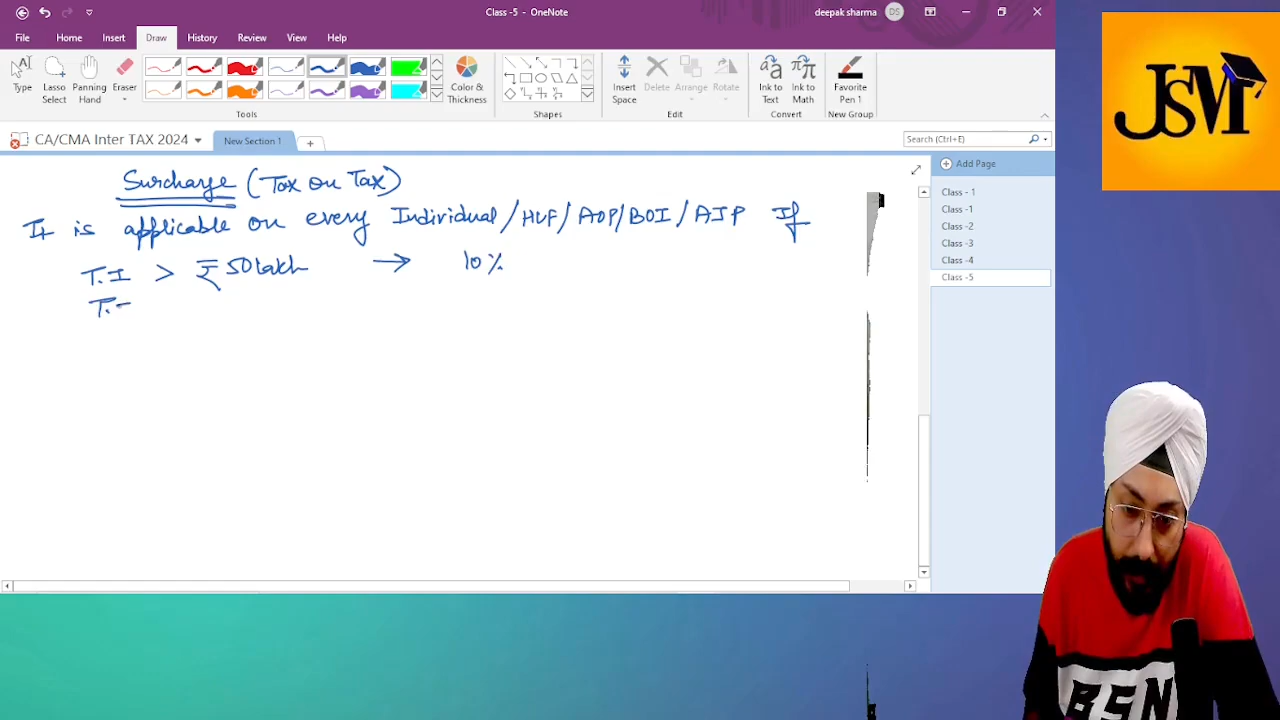 Class -5 - OneNote
deepak sharma DS
File Home Insert Draw History Review View Help
Type
Lasso Select
Panning Hand
Eraser
Color & Thickness
Insert Space
Delete
Arrange
Rotate
Ink to Text
Ink to Math
Favorite Pen 1
Tools Shapes Edit Convert New Group
CA/CMA Inter TAX 2024 New Section 1
Search (Ctrl+E)
Add Page
Class - 1
Class -1
Class -2
Class -3
Class -4
Class -5
Surcharge (Tax on Tax)
It is applicable on every Individual/HUF/AOP/BOI/AJP If
T.I > ₹ 50 lakh → 10%
T.
JSM
BSN